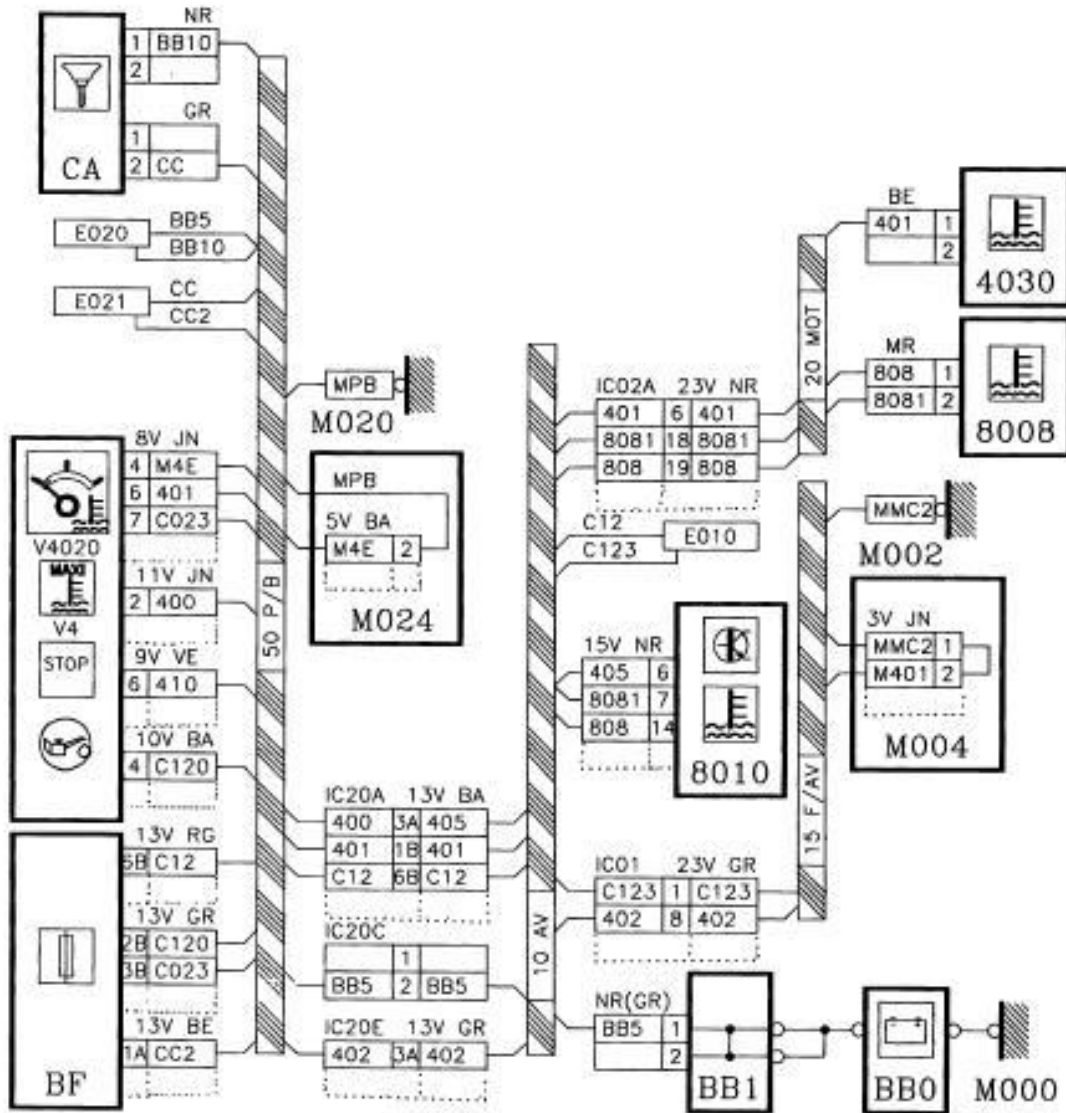 NR
1 BB10
2
GR
1
2 CC
CA
E020
BB5
BB10
E021
CC
CC2
MPB
M020
8V JN
4 M4E
6 401
7 C023
V4020
MAXI
V4
11V JN
2 400
STOP
9V VE
6 410
10V BA
4 C120
13V RG
6B C12
13V GR
2B C120
3B C023
13V BE
1A CC2
BF
50 P/B
MPB
5V BA
M4E 2
M024
IC20A 13V BA
400 3A 405
401 1B 401
C12 6B C12
IC20C
1
BB5 2 BB5
IC20E 13V GR
402 3A 402
10 AV
IC02A 23V NR
401 6 401
8081 18 8081
808 19 808
C12
C123
E010
15V NR
405 6
8081 7
808 14
8010
IC01 23V GR
C123 1 C123
402 8 402
NR(GR)
BB5 1
2
BB1
BB0
M000
20 MOT
BE
401 1
2
4030
MR
808 1
8081 2
8008
MMC2
M002
3V JN
MMC2 1
M401 2
M004
15 F/AV